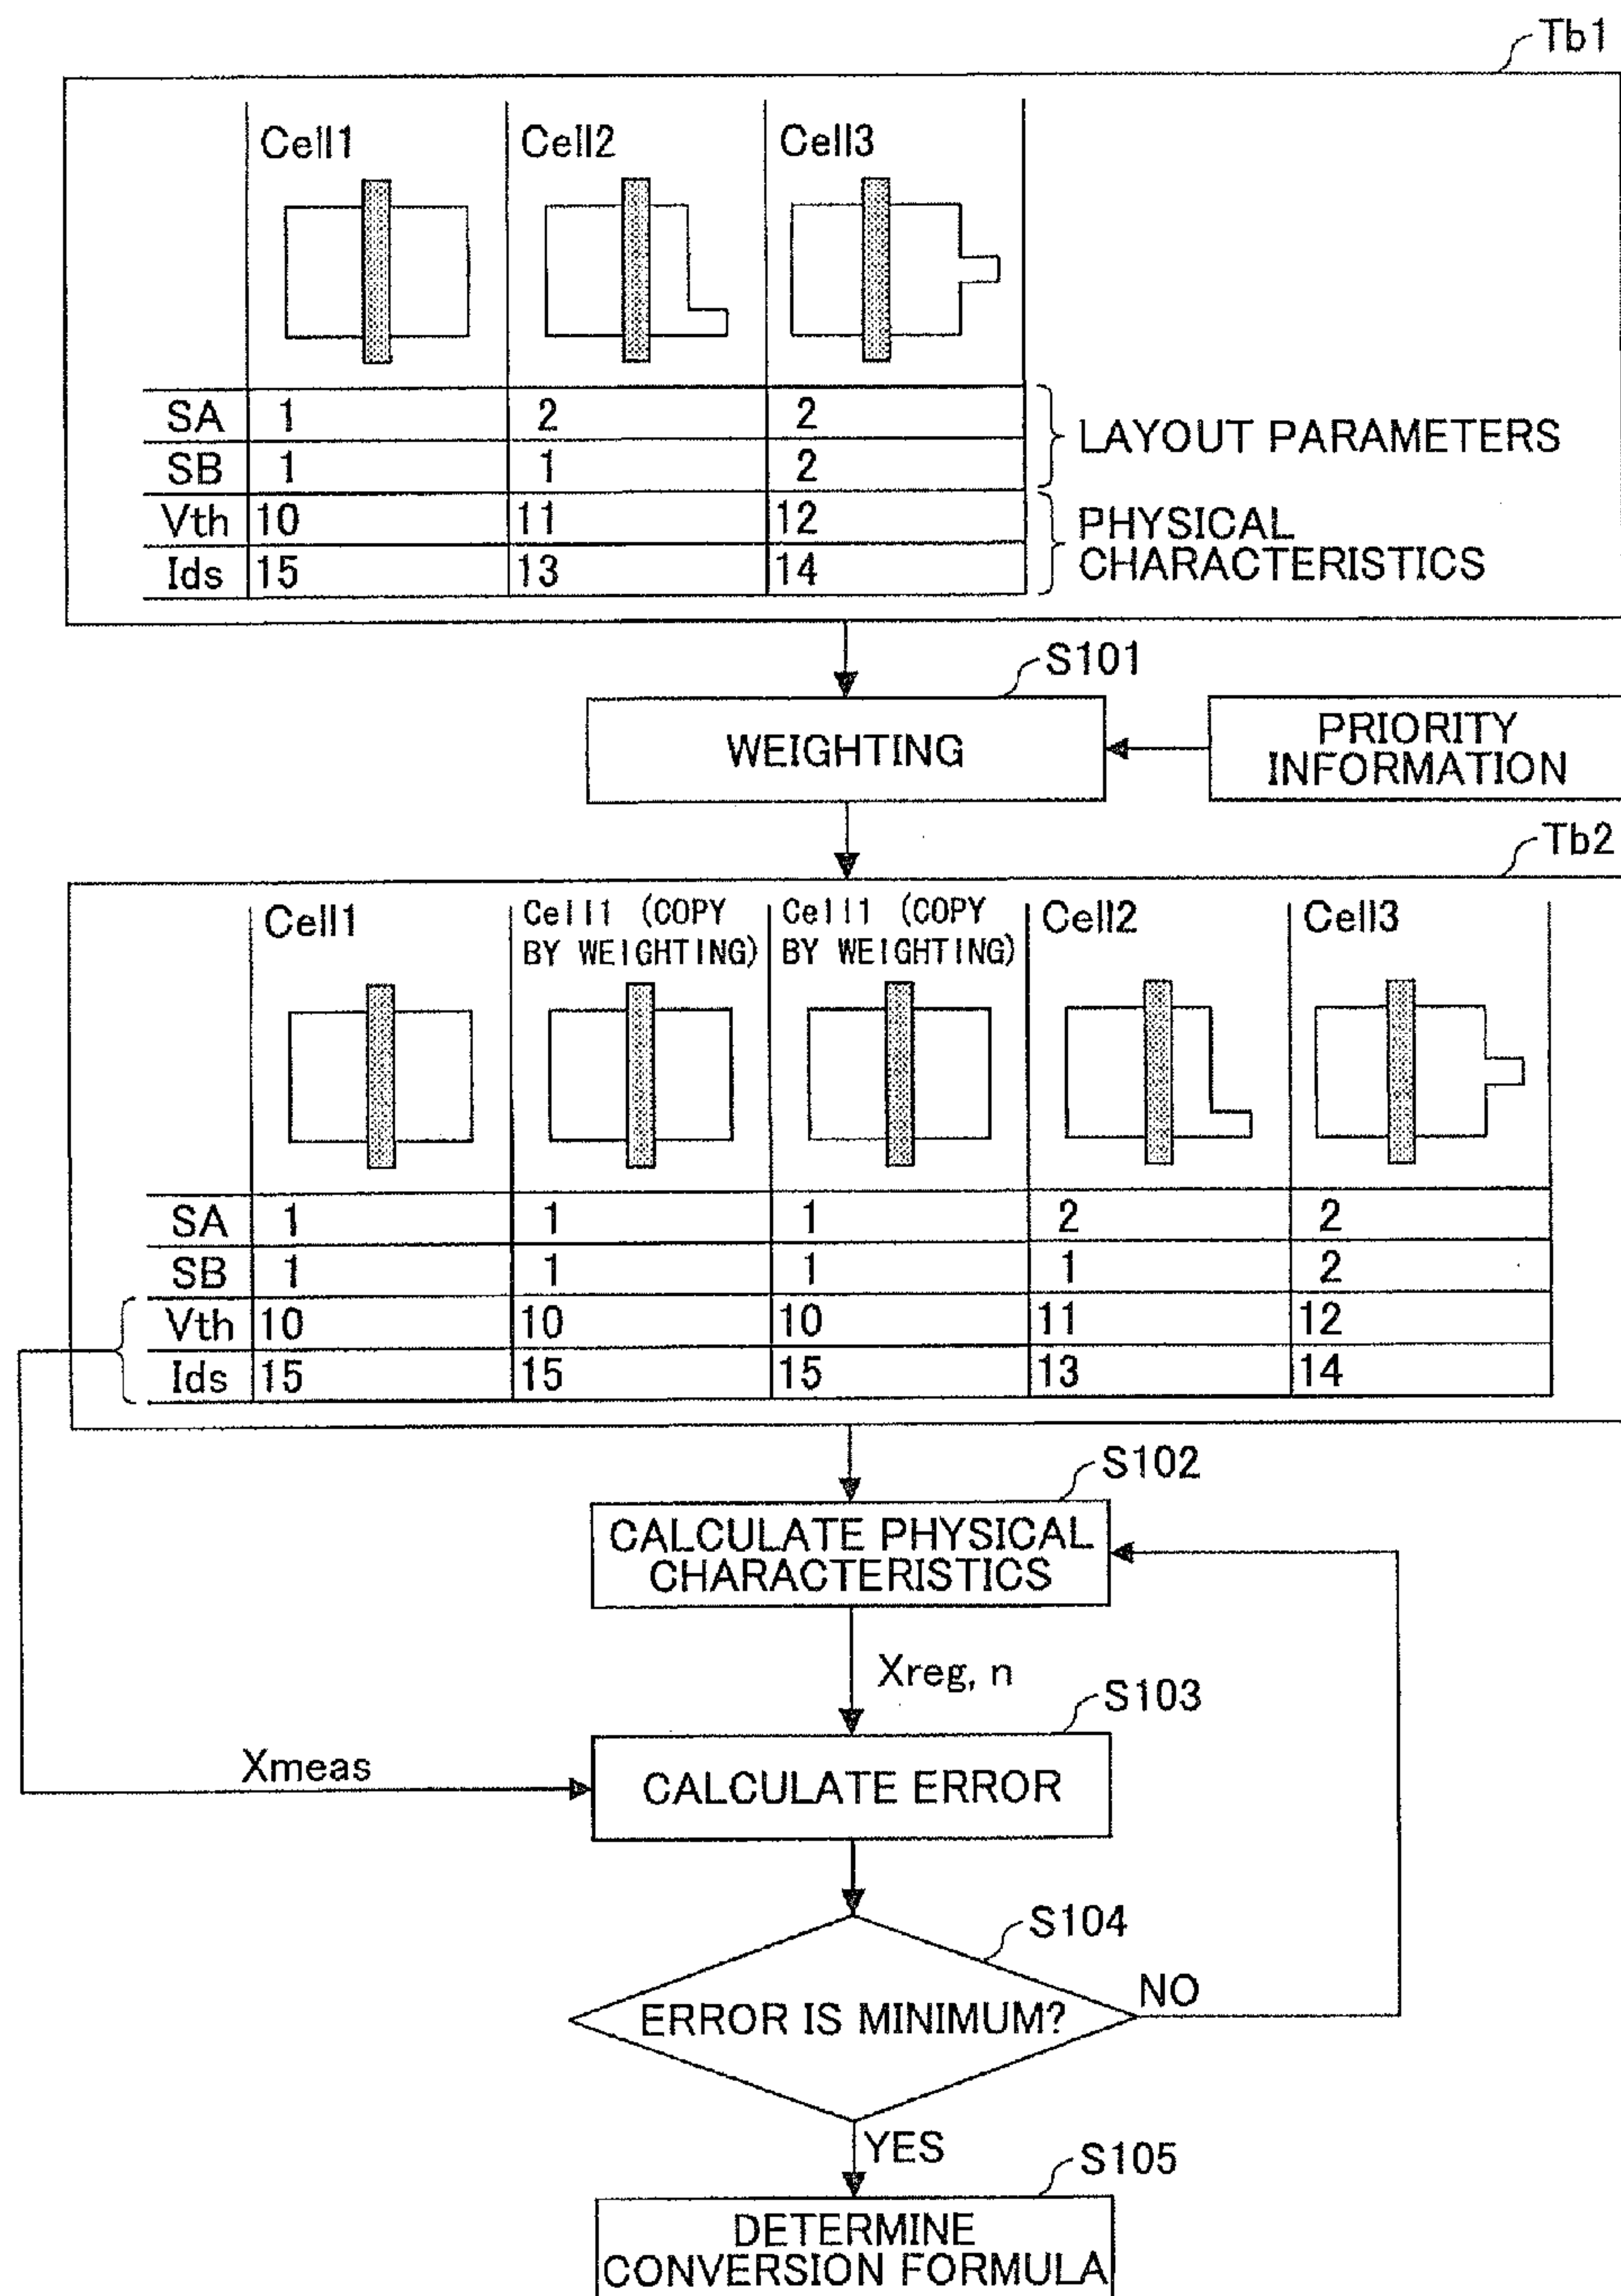 Tb1
Cell1 Cell2 Cell3
SA 1 2 2
SB 1 1 2
LAYOUT PARAMETERS
Vth 10 11 12
Ids 15 13 14
PHYSICAL
CHARACTERISTICS
S101
WEIGHTING
PRIORITY
INFORMATION
Tb2
Cell1 Cell1 (COPY BY WEIGHTING) Cell1 (COPY BY WEIGHTING) Cell2 Cell3
SA 1 1 1 2 2
SB 1 1 1 1 2
Vth 10 10 10 11 12
Ids 15 15 15 13 14
S102
CALCULATE PHYSICAL
CHARACTERISTICS
Xreg, n
S103
Xmeas
CALCULATE ERROR
S104
ERROR IS MINIMUM?
NO
YES
S105
DETERMINE
CONVERSION FORMULA